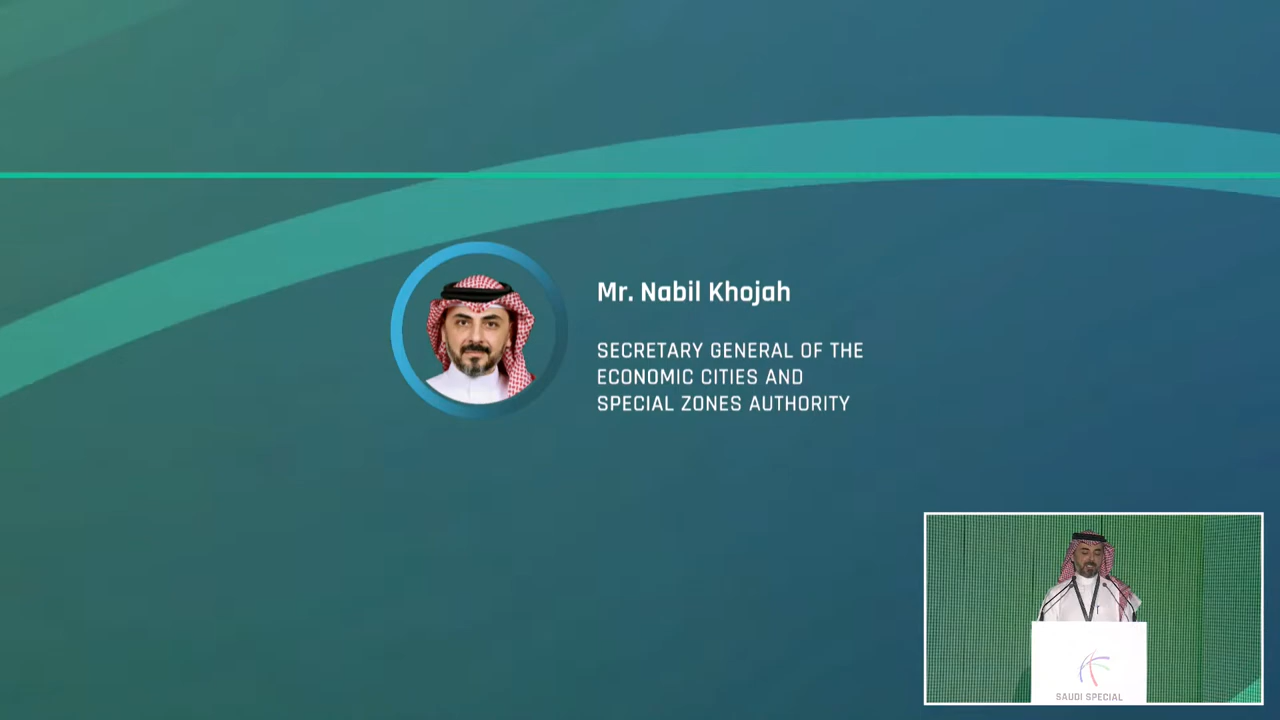 Mr. Nabil Khojah
SECRETARY GENERAL OF THE
ECONOMIC CITIES AND
SPECIAL ZONES AUTHORITY
SAUDI SPECIAL